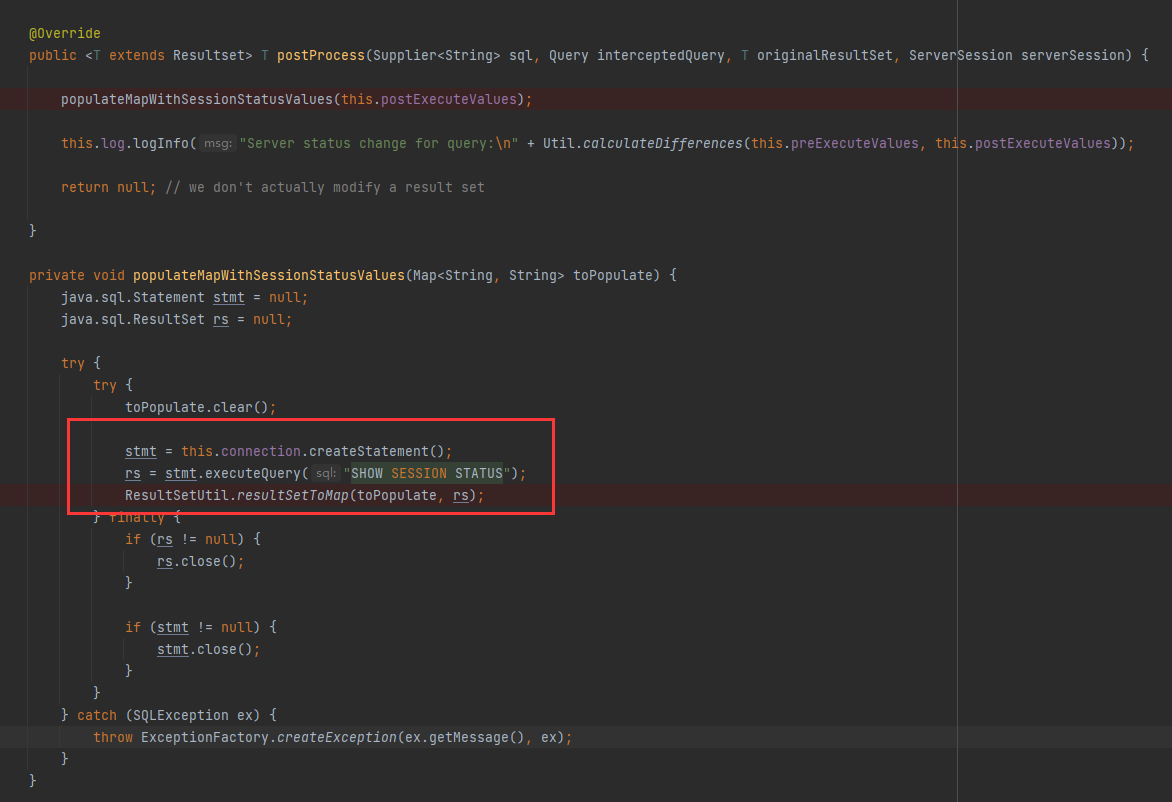 @Override
public <T extends Resultset> T postProcess(Supplier<String> sql, Query interceptedQuery, T originalResultSet, ServerSession serverSession) {
populateMapWithSessionStatusValues(this.postExecuteValues);
this.log.logInfo( msg: "Server status change for query:\n" + Util.calculateDifferences(this.preExecuteValues, this.postExecuteValues));
return null; // we don't actually modify a result set
}
private void populateMapWithSessionStatusValues(Map<String, String> toPopulate) {
java.sql.Statement stmt = null;
java.sql.ResultSet rs = null;
try {
try {
toPopulate.clear();
stmt = this.connection.createStatement();
rs = stmt.executeQuery( sql: "SHOW SESSION STATUS");
ResultSetUtil.resultSetToMap(toPopulate, rs);
} finally {
if (rs != null) {
rs.close();
}
if (stmt != null) {
stmt.close();
}
}
} catch (SQLException ex) {
throw ExceptionFactory.createException(ex.getMessage(), ex);
}
}